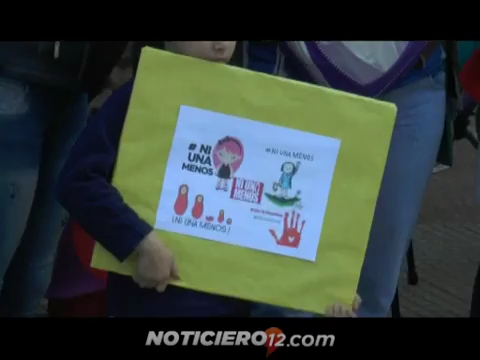 # NI
UNA
MENOS
# NI UNA MENOS
NI UNA
MENOS
¡NI UNA MENOS!
NOTICIERO12.com